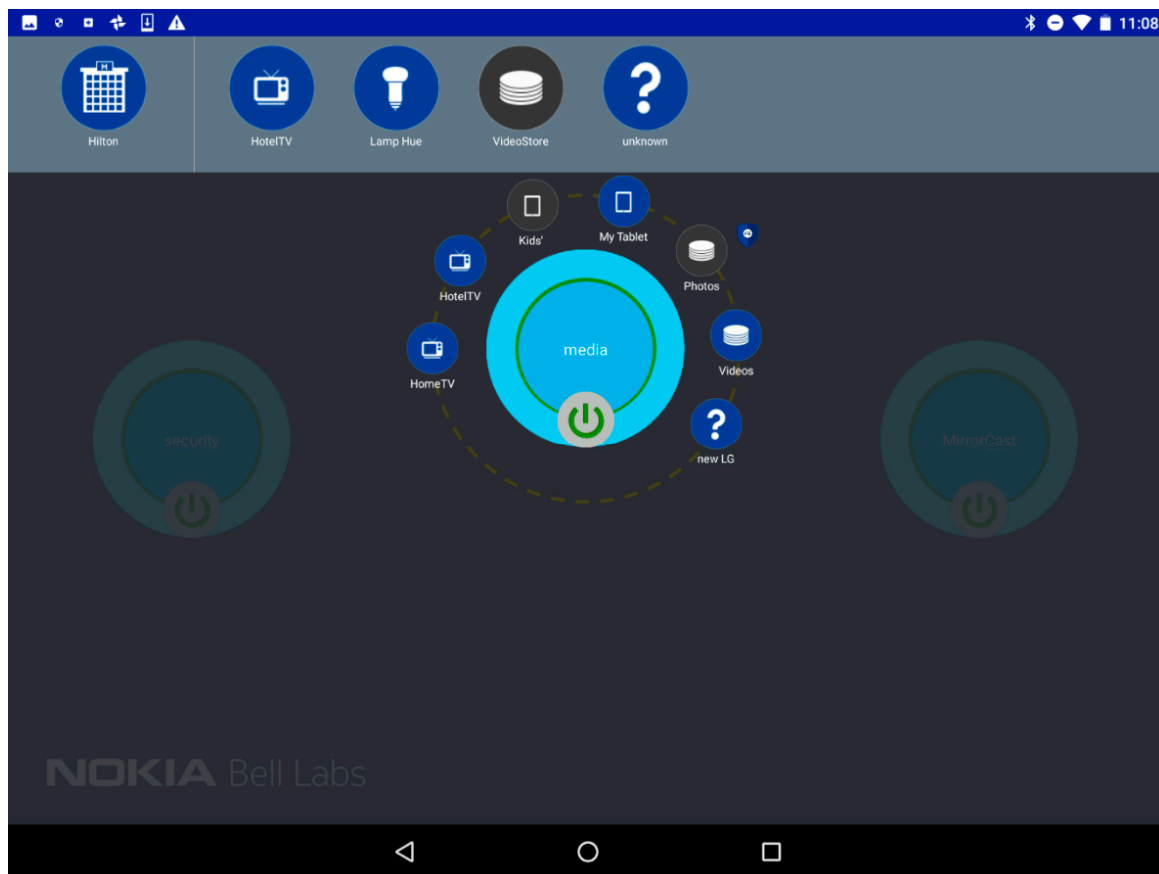 11:08
H
Hilton
HotelTV
Lamp Hue
VideoStore
unknown
Kids'
My Tablet
HotelTV
Photos
HomeTV
media
Videos
new LG
security
MirrorCast
NOKIA Bell Labs